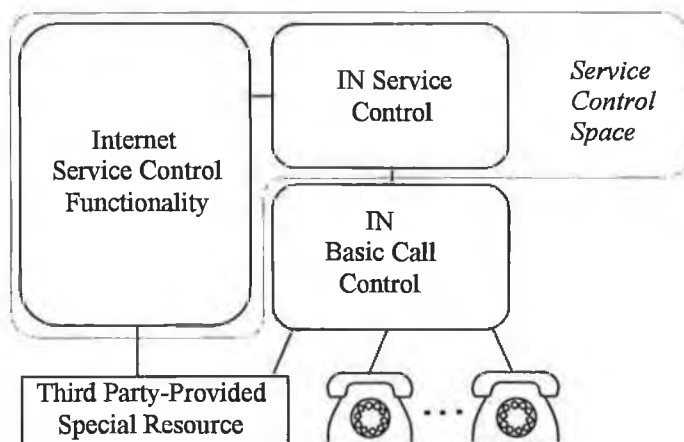 Internet
Service Control
Functionality
IN Service
Control
Service
Control
Space
IN
Basic Call
Control
Third Party-Provided
Special Resource